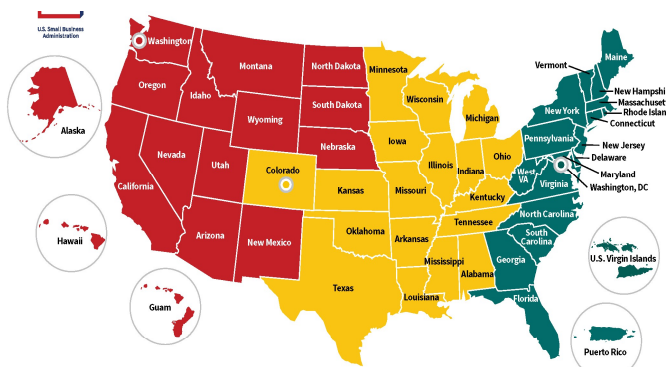 U.S. Small Business
Administration
Washington
Oregon
Idaho
Montana
North Dakota
South Dakota
Wyoming
Nebraska
Nevada
Utah
California
Arizona
New Mexico
Colorado
Kansas
Oklahoma
Texas
Minnesota
Wisconsin
Michigan
Iowa
Illinois
Indiana
Ohio
Missouri
Kentucky
Tennessee
Arkansas
Mississippi
Alabama
Louisiana
Vermont
Maine
New Hampshi
Massachuset
Rhode Islan
Connecticut
New York
Pennsylvania
New Jersey
Delaware
Maryland
Washington, DC
West
VA
Virginia
North Carolina
South
Carolina
Georgia
Florida
Alaska
Hawaii
Guam
U.S. Virgin Islands
Puerto Rico